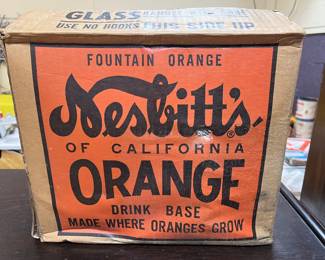 GLASS
USE NO HOOKS THIS SIDE UP
FOUNTAIN ORANGE
Nesbitt's®
OF CALIFORNIA
ORANGE
DRINK BASE
MADE WHERE ORANGES GROW